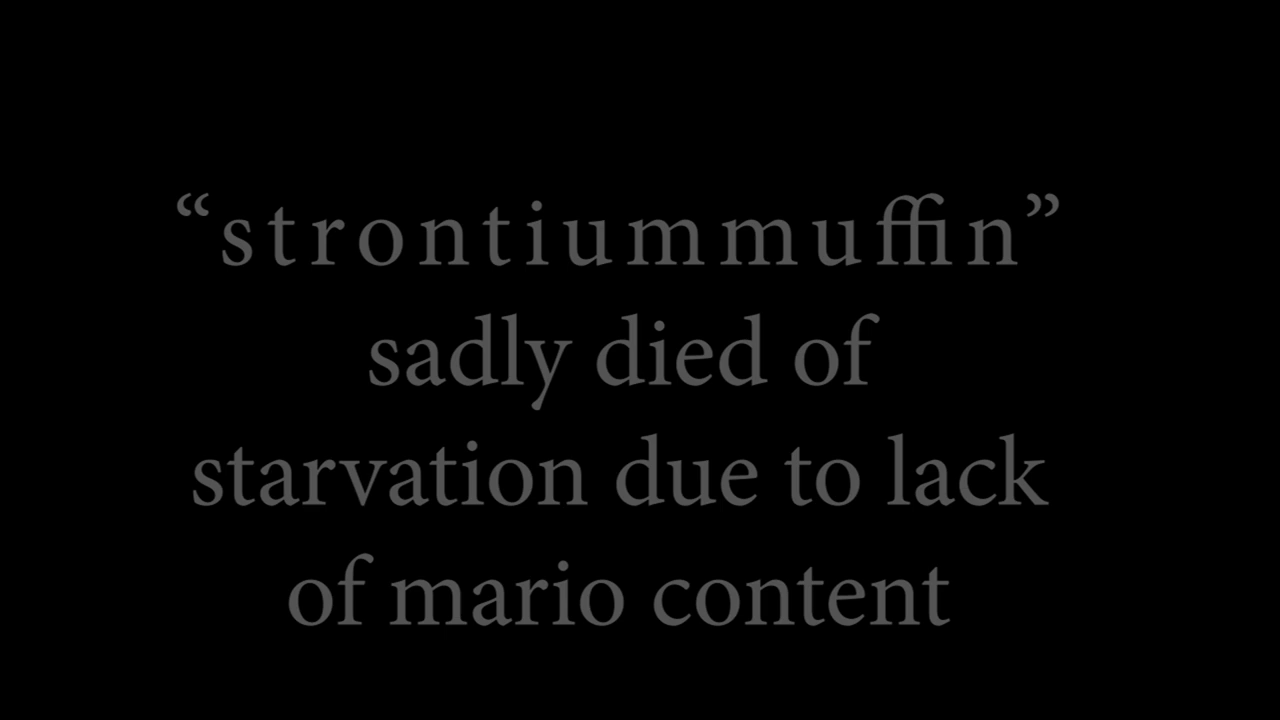 “strontiummuffin”
sadly died of
starvation due to lack
of mario content